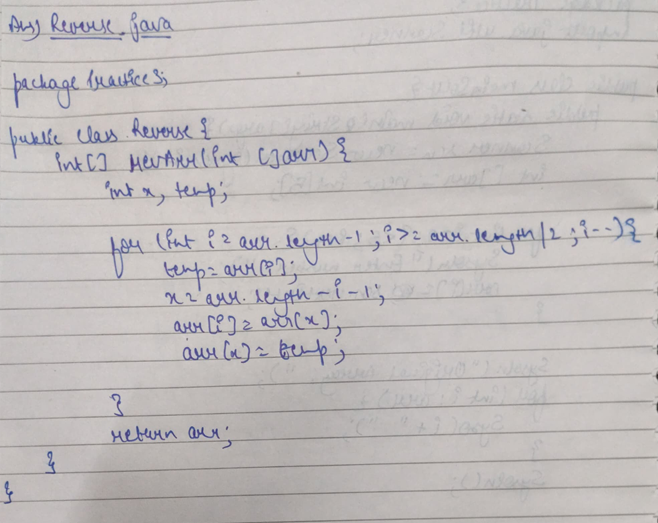 Ans) Reverse.java
package Practice3;
public class Reverse {
int[] revArr(int []arr) {
int x, temp;
for (int i = arr.length-1; i>= arr.length/2; i--){
temp=arr[i];
x=arr.length-i-1;
arr[i]=arr[x];
arr[x]=temp;
}
return arr;
}
}